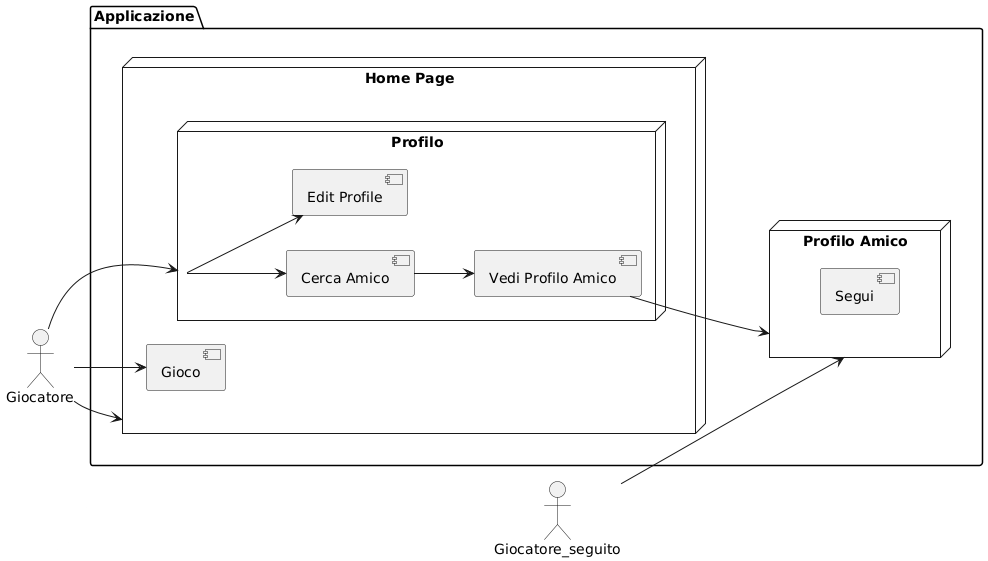 Applicazione
Home Page
Profilo
Edit Profile
Cerca Amico
Vedi Profilo Amico
Profilo Amico
Segui
Gioco
Giocatore
Giocatore_seguito